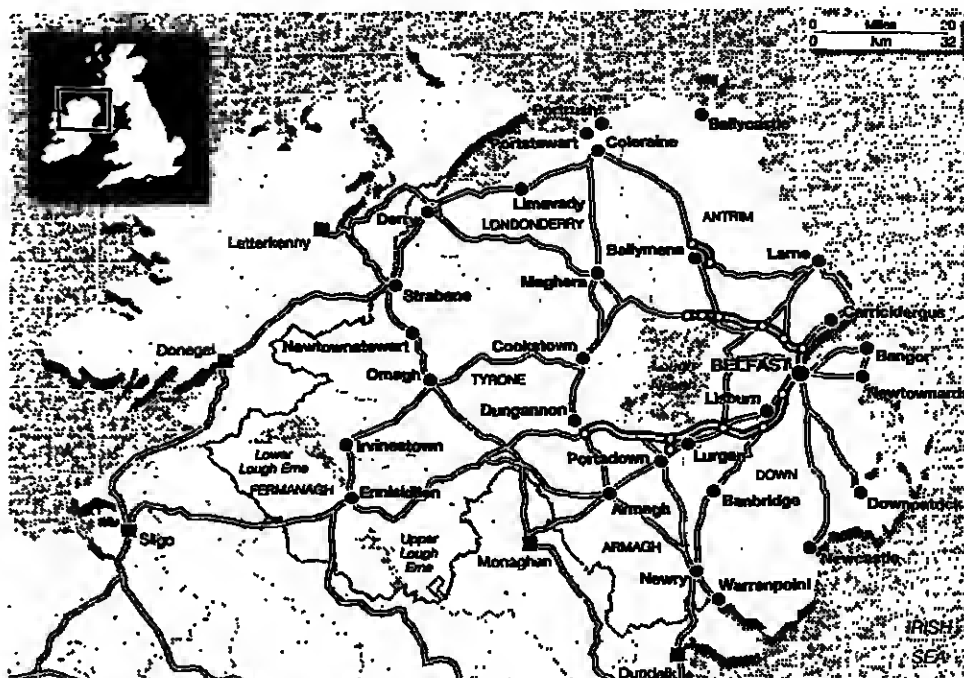 0 Miles 20
0 km 32
Portrush
Portstewart
Ballycastle
Coleraine
Limavady
Derry
LONDONDERRY
ANTRIM
Letterkenny
Ballymena
Larne
Maghera
Strabane
Carrickfergus
Newtownstewart
Cookstown
Donegal
Lough
BELFAST
Bangor
Omagh
TYRONE
Newtownards
Lisburn
Dungannon
Irvinestown
Lower
Lough Erne
Portadown
Lurgan
FERMANAGH
Enniskillen
DOWN
Banbridge
Downpatrick
Armagh
Sligo
Upper
Lough
Erne
ARMAGH
Monaghan
Newcastle
Newry
Warrenpoint
IRISH
SEA
Dundalk